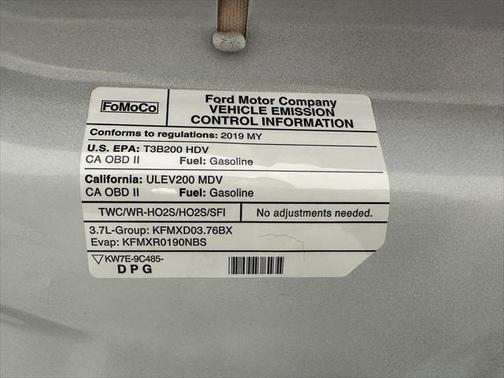 FoMoCo
Ford Motor Company
VEHICLE EMISSION
CONTROL INFORMATION
Conforms to regulations: 2019 MY
U.S. EPA: T3B200 HDV
CA OBD II Fuel: Gasoline
California: ULEV200 MDV
CA OBD II Fuel: Gasoline
TWC/WR-HO2S/HO2S/SFI No adjustments needed.
3.7L-Group: KFMXD03.76BX
Evap: KFMXR0190NBS
▽KW7E-9C485-
DPG